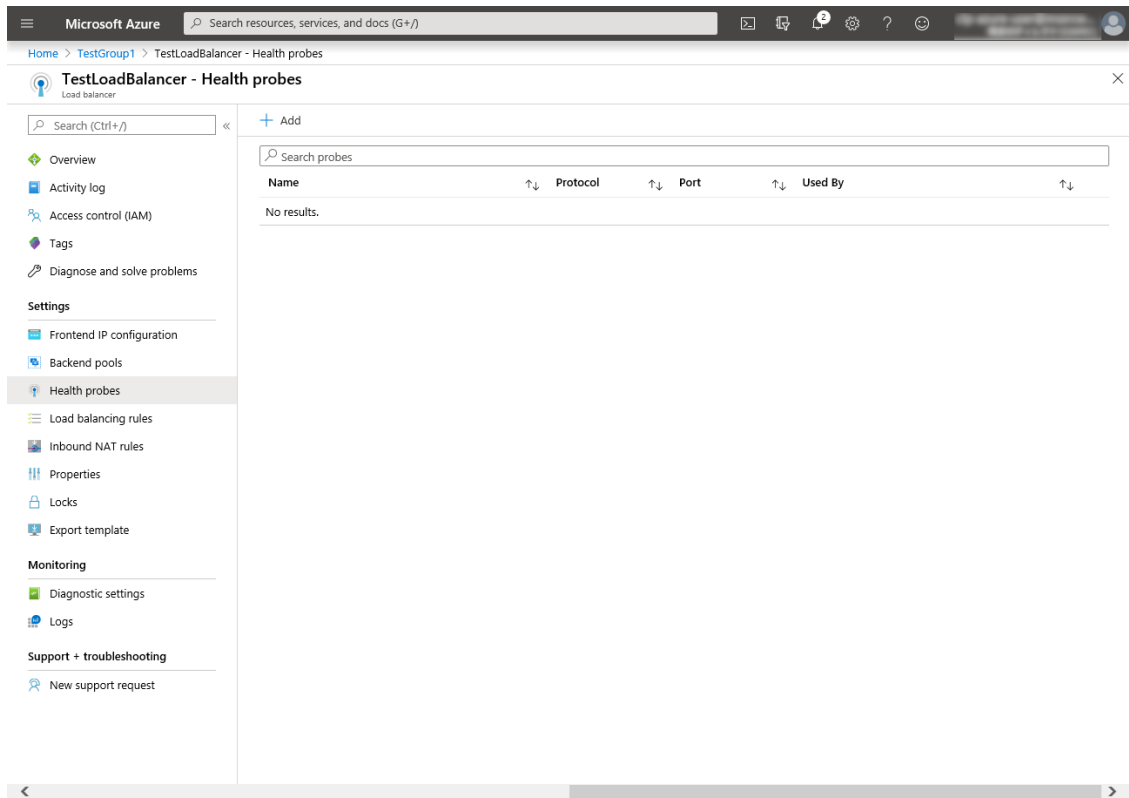 Microsoft Azure
Search resources, services, and docs (G+/)
2
Home > TestGroup1 > TestLoadBalancer - Health probes
TestLoadBalancer - Health probes
Load balancer
Search (Ctrl+/)
«
Add
Overview
Search probes
Activity log
Name Protocol Port Used By
Access control (IAM)
No results.
Tags
Diagnose and solve problems
Settings
Frontend IP configuration
Backend pools
Health probes
Load balancing rules
Inbound NAT rules
Properties
Locks
Export template
Monitoring
Diagnostic settings
Logs
Support + troubleshooting
New support request